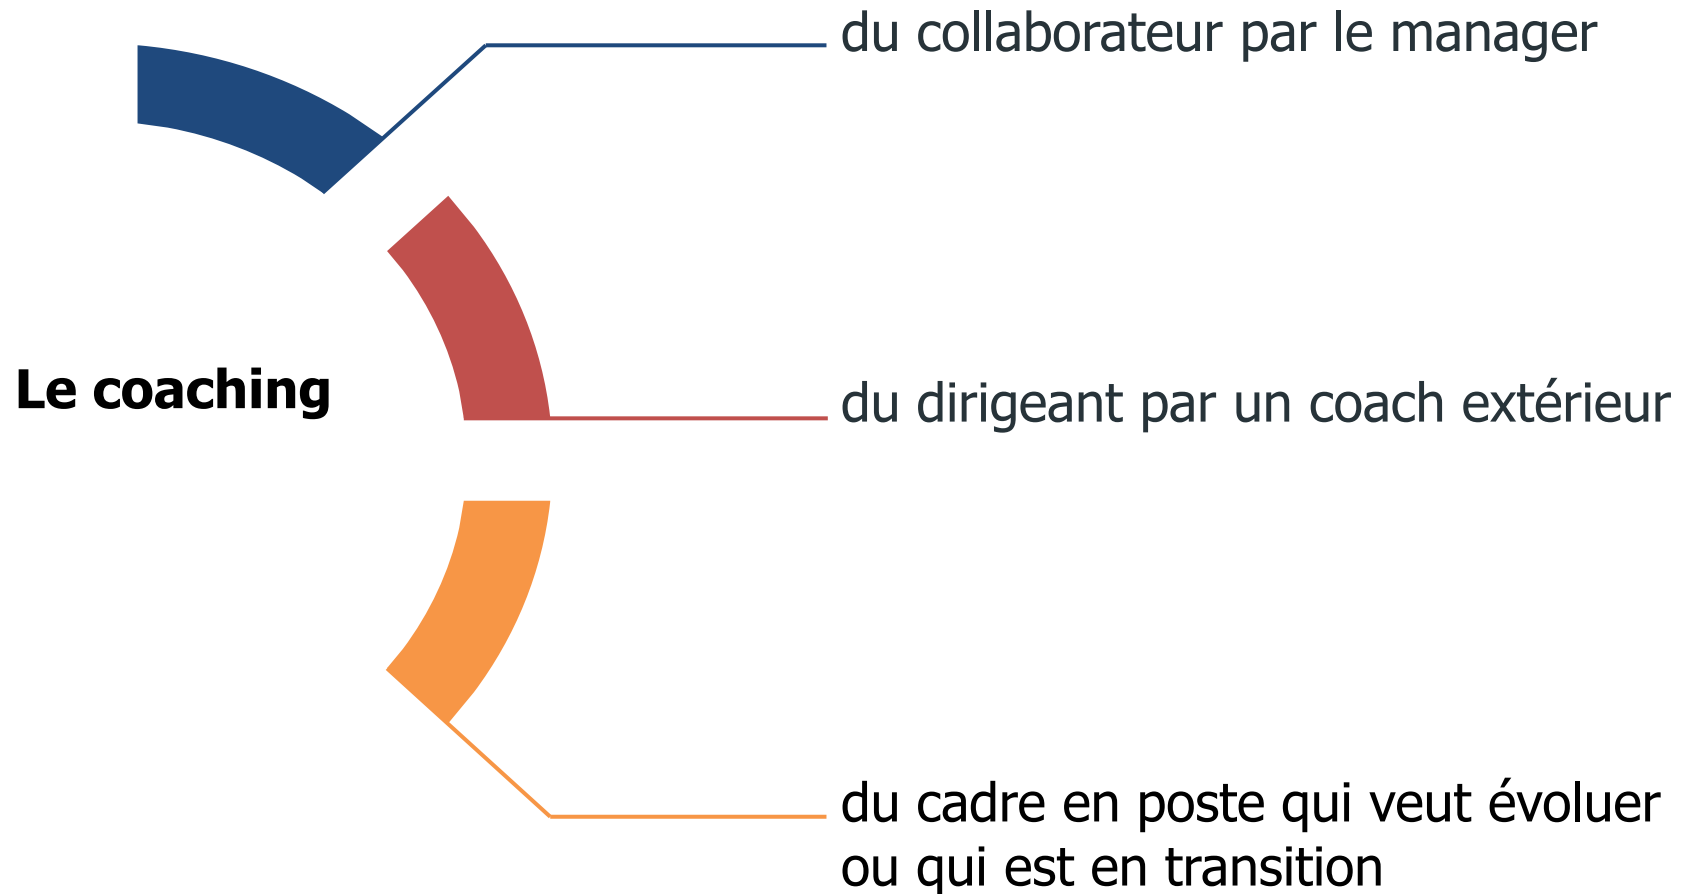 du collaborateur par le manager
Le coaching
du dirigeant par un coach extérieur
du cadre en poste qui veut évoluer
ou qui est en transition